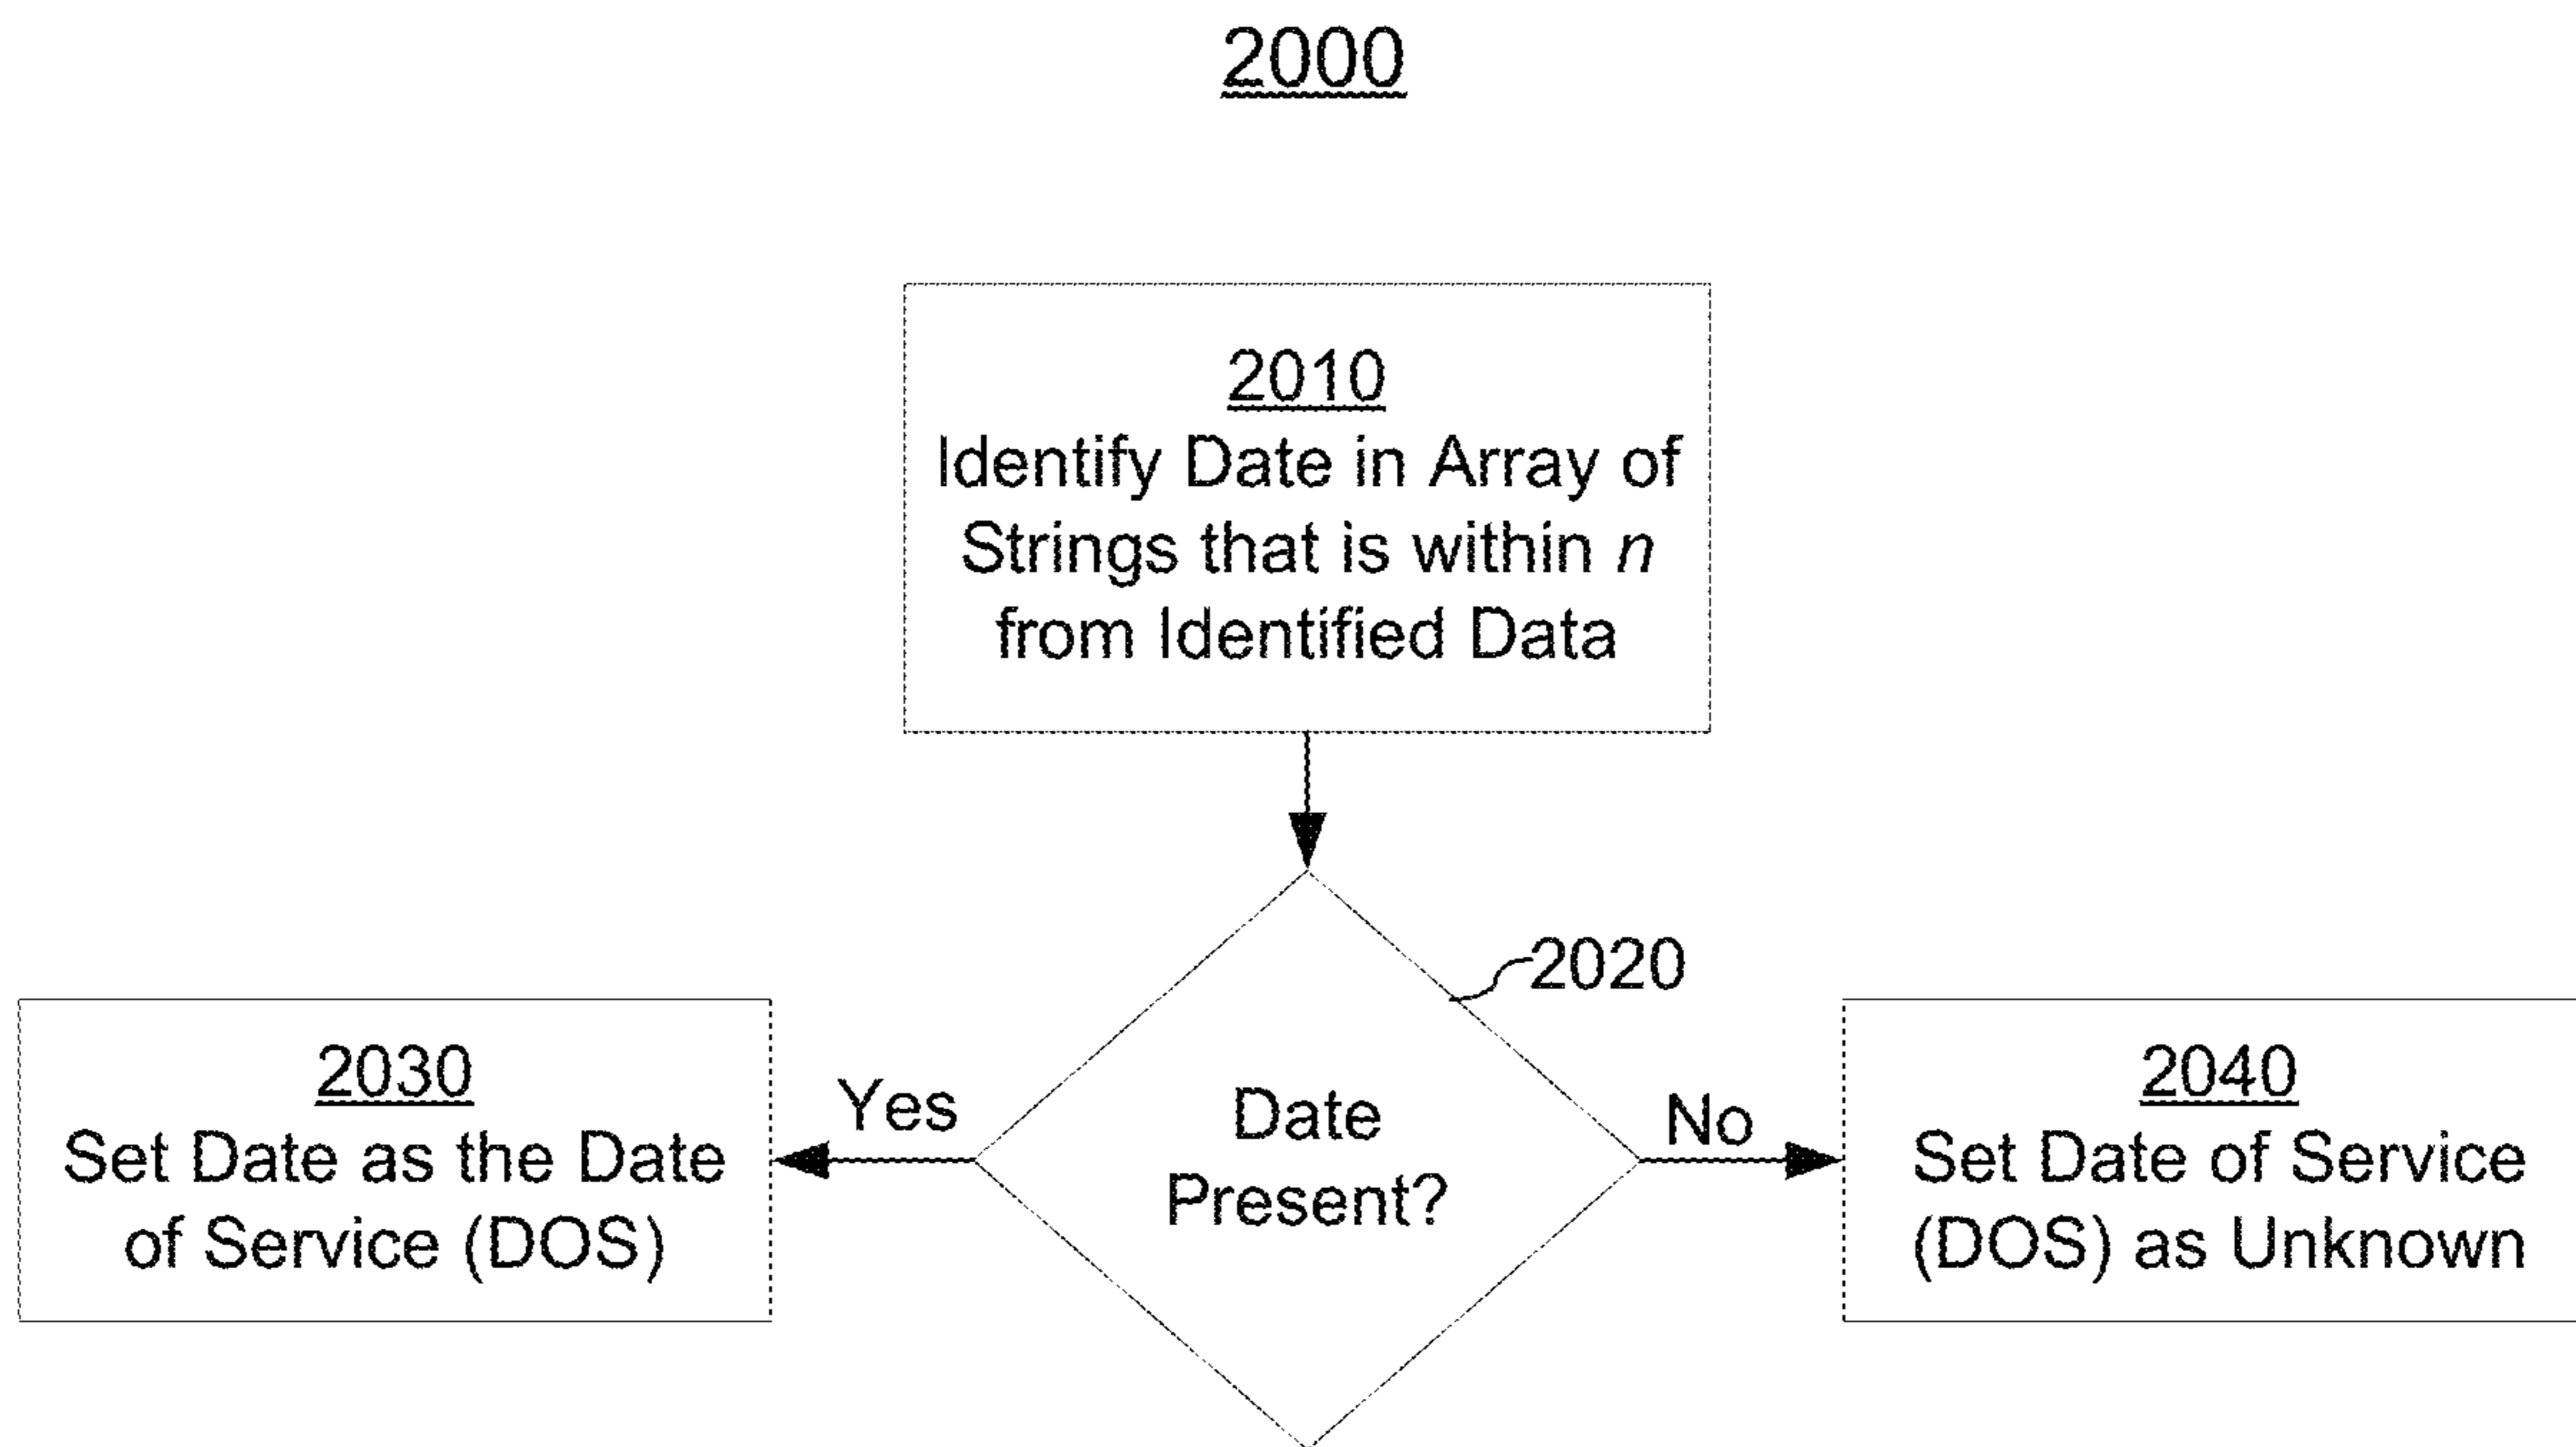 2000
2010
Identify Date in Array of
Strings that is within n
from Identified Data
2020
2030
Set Date as the Date
of Service (DOS)
Yes
Date
Present?
No
2040
Set Date of Service
(DOS) as Unknown